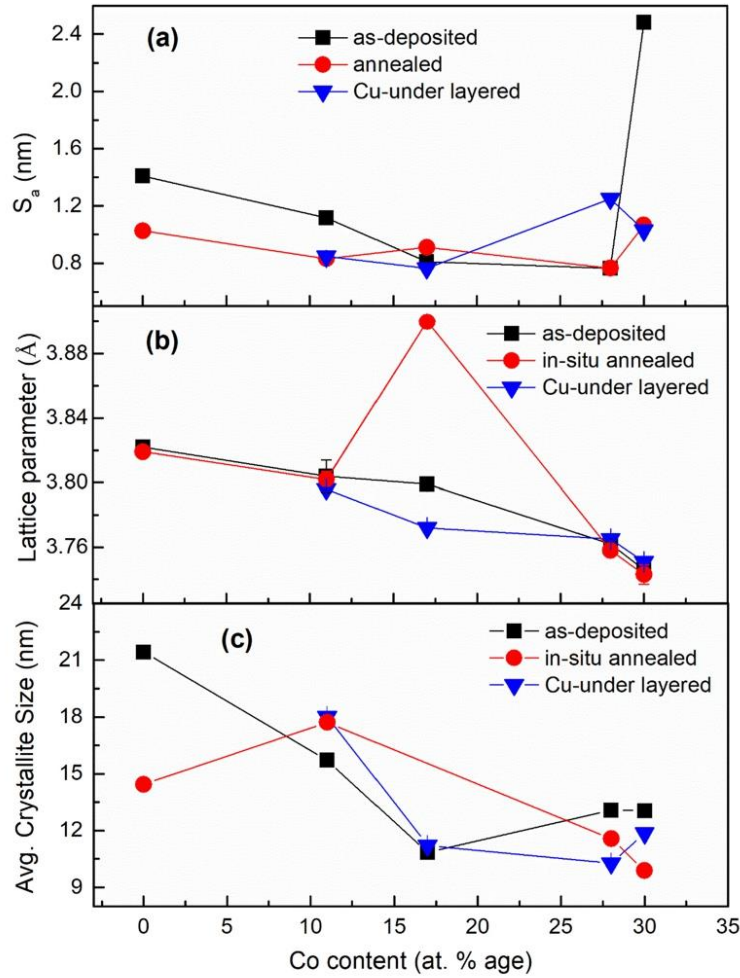 (a)
as-deposited
annealed
Cu-under layered
2.4
2.0
1.6
1.2
0.8
Sa (nm)
(b)
as-deposited
in-situ annealed
Cu-under layered
3.88
3.84
3.80
3.76
Lattice parameter (Å)
(c)
as-deposited
in-situ annealed
Cu-under layered
24
21
18
15
12
9
Avg. Crystallite Size (nm)
0 5 10 15 20 25 30 35
Co content (at. % age)